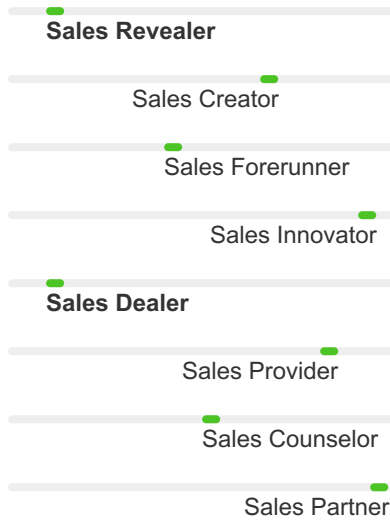 Sales Revealer
Sales Creator
Sales Forerunner
Sales Innovator
Sales Dealer
Sales Provider
Sales Counselor
Sales Partner